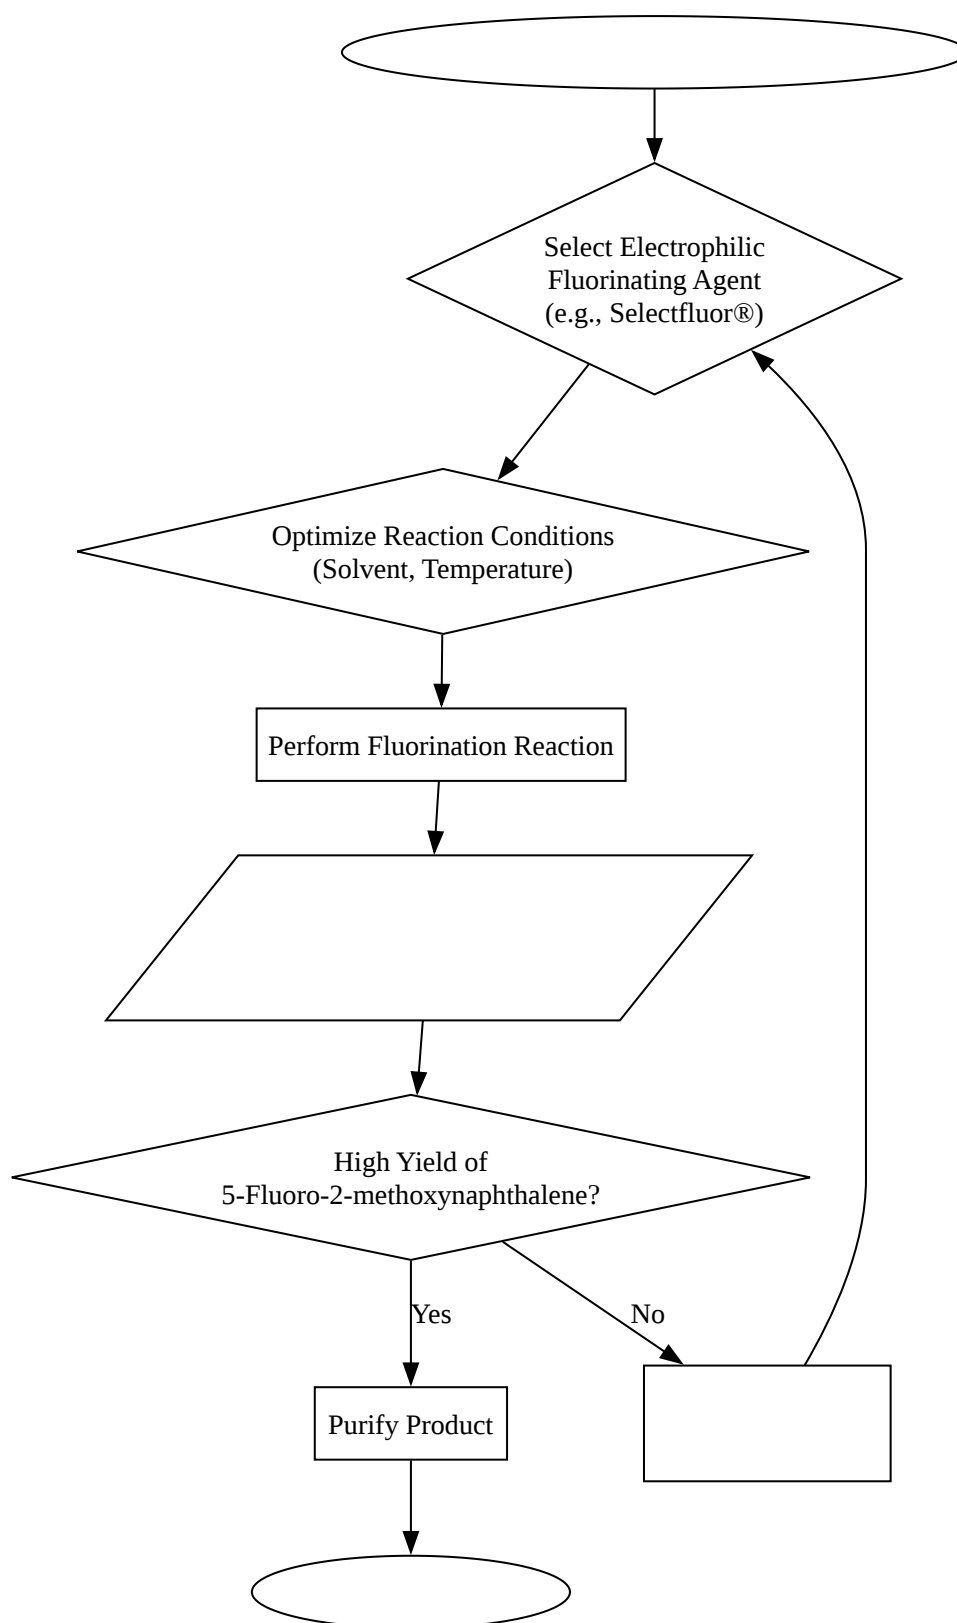 Select Electrophilic
Fluorinating Agent
(e.g., Selectfluor®)
Optimize Reaction Conditions
(Solvent, Temperature)
Perform Fluorination Reaction
High Yield of
5-Fluoro-2-methoxynaphthalene?
Yes
No
Purify Product